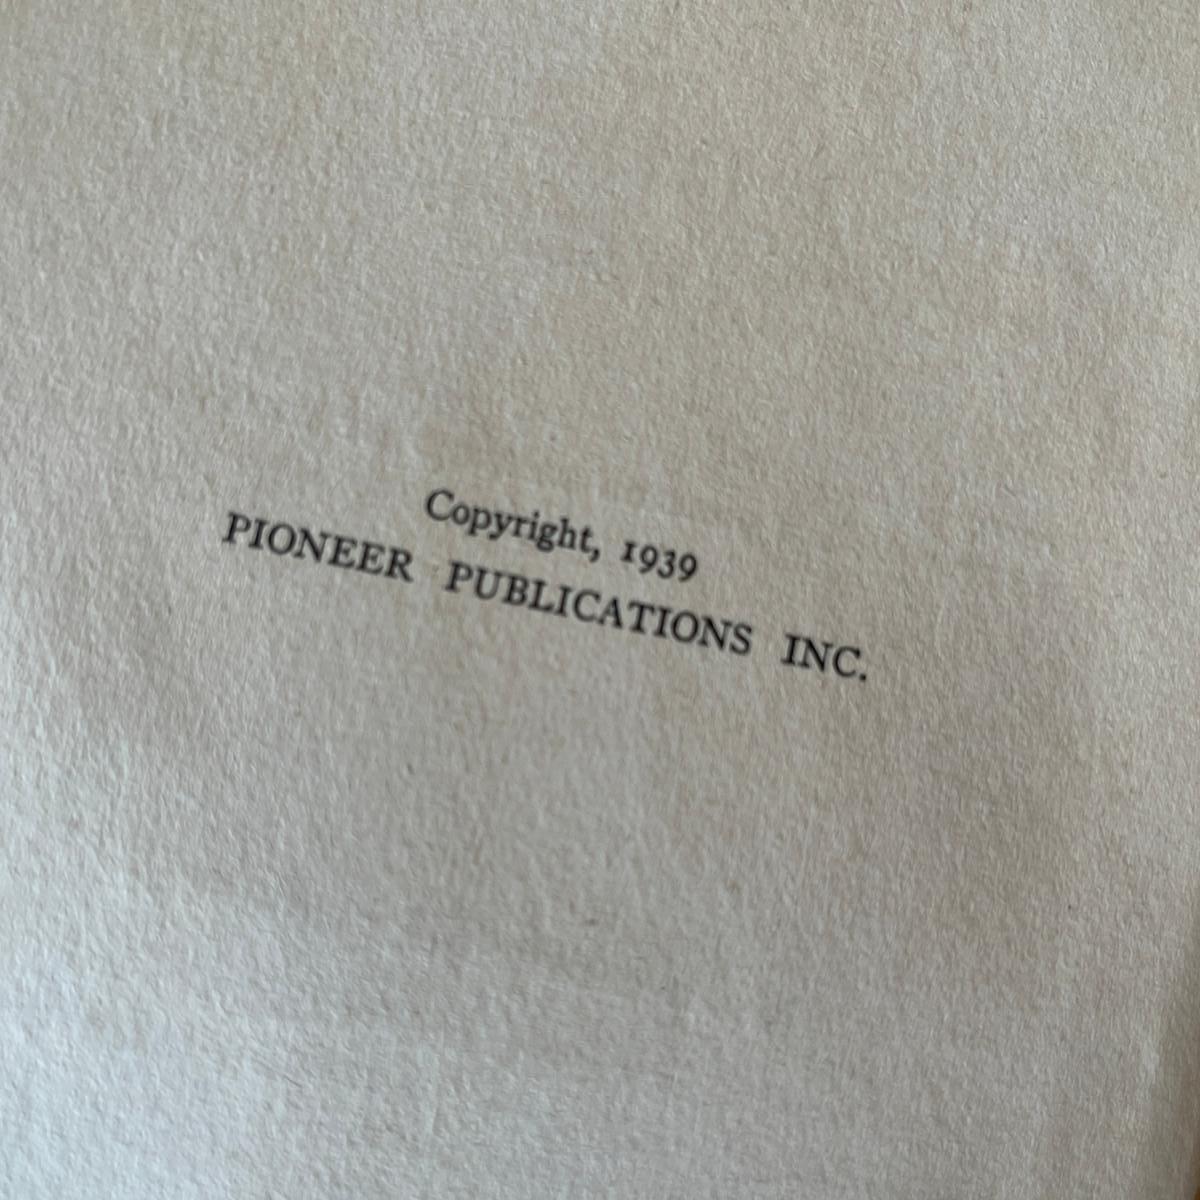 Copyright, 1939
PIONEER PUBLICATIONS INC.